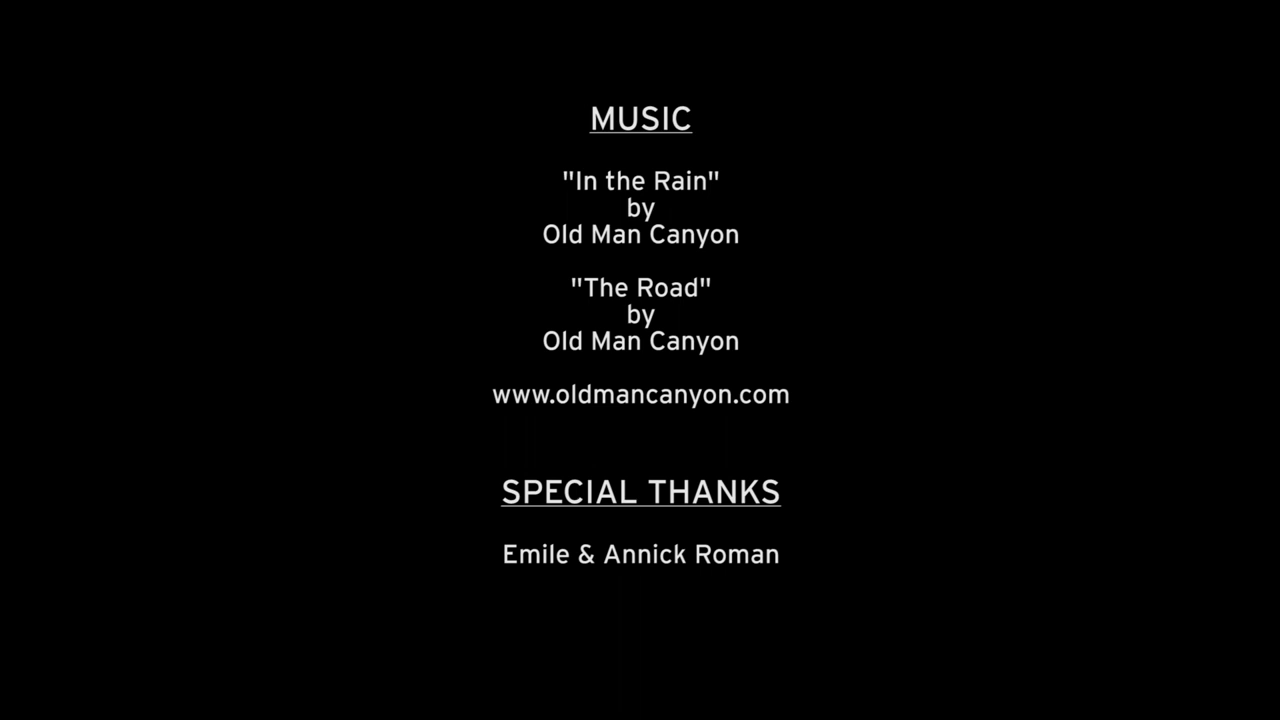 MUSIC
"In the Rain"
by
Old Man Canyon
"The Road"
by
Old Man Canyon
www.oldmancanyon.com
SPECIAL THANKS
Emile & Annick Roman